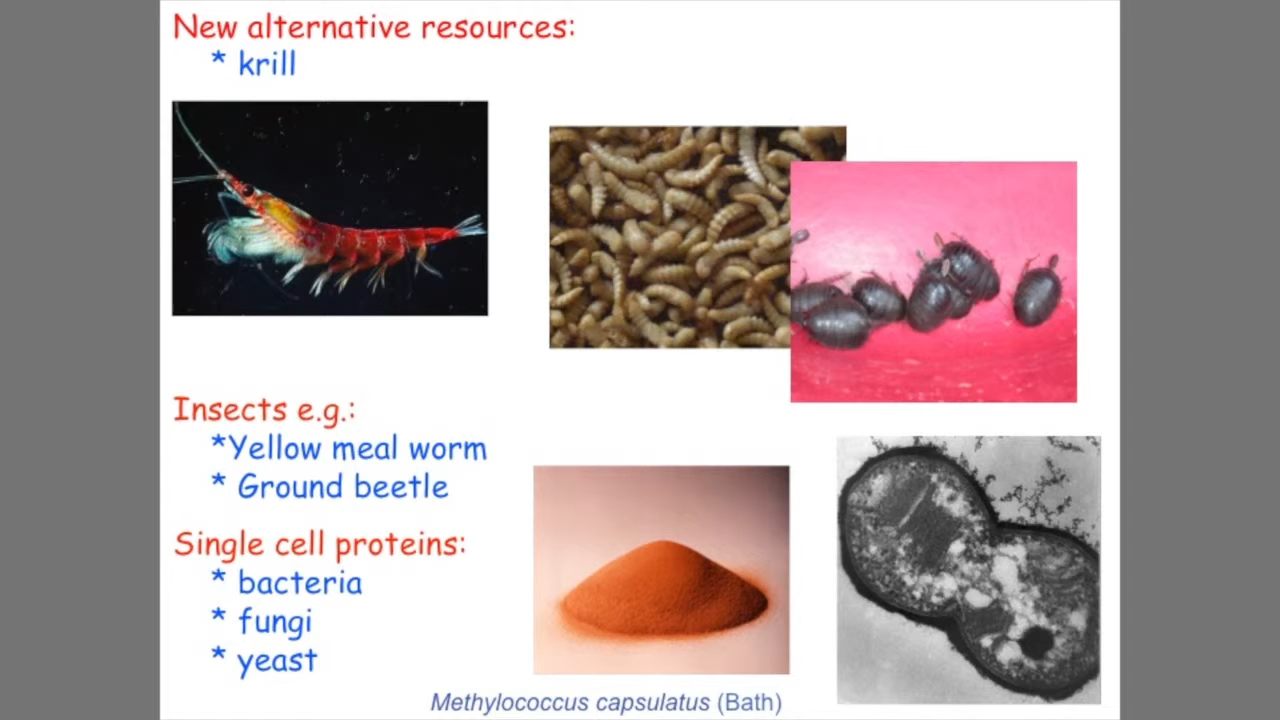 New alternative resources:
* krill
Insects e.g.:
*Yellow meal worm
* Ground beetle
Single cell proteins:
* bacteria
* fungi
* yeast
Methylococcus capsulatus (Bath)